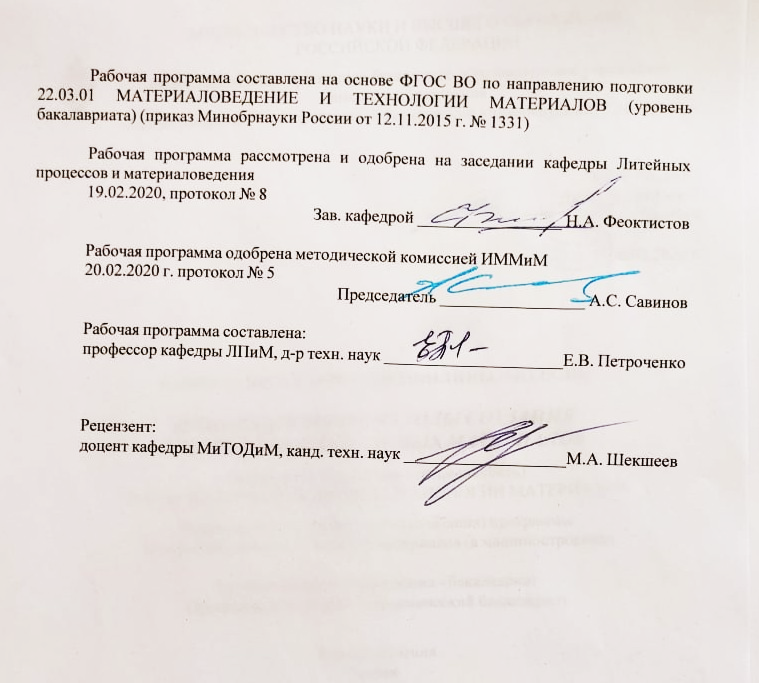 Рабочая программа составлена на основе ФГОС ВО по направлению подготовки
22.03.01 МАТЕРИАЛОВЕДЕНИЕ И ТЕХНОЛОГИИ МАТЕРИАЛОВ (уровень
бакалавриата) (приказ Минобрнауки России от 12.11.2015 г. № 1331)
Рабочая программа рассмотрена и одобрена на заседании кафедры Литейных
процессов и материаловедения
19.02.2020, протокол № 8
Зав. кафедрой Н.А. Феоктистов
Рабочая программа одобрена методической комиссией ИММиМ
20.02.2020 г. протокол № 5
Председатель А.С. Савинов
Рабочая программа составлена:
профессор кафедры ЛПиМ, д-р техн. наук Е.В. Петроченко
Рецензент:
доцент кафедры МиТОДиМ, канд. техн. наук М.А. Шекшеев